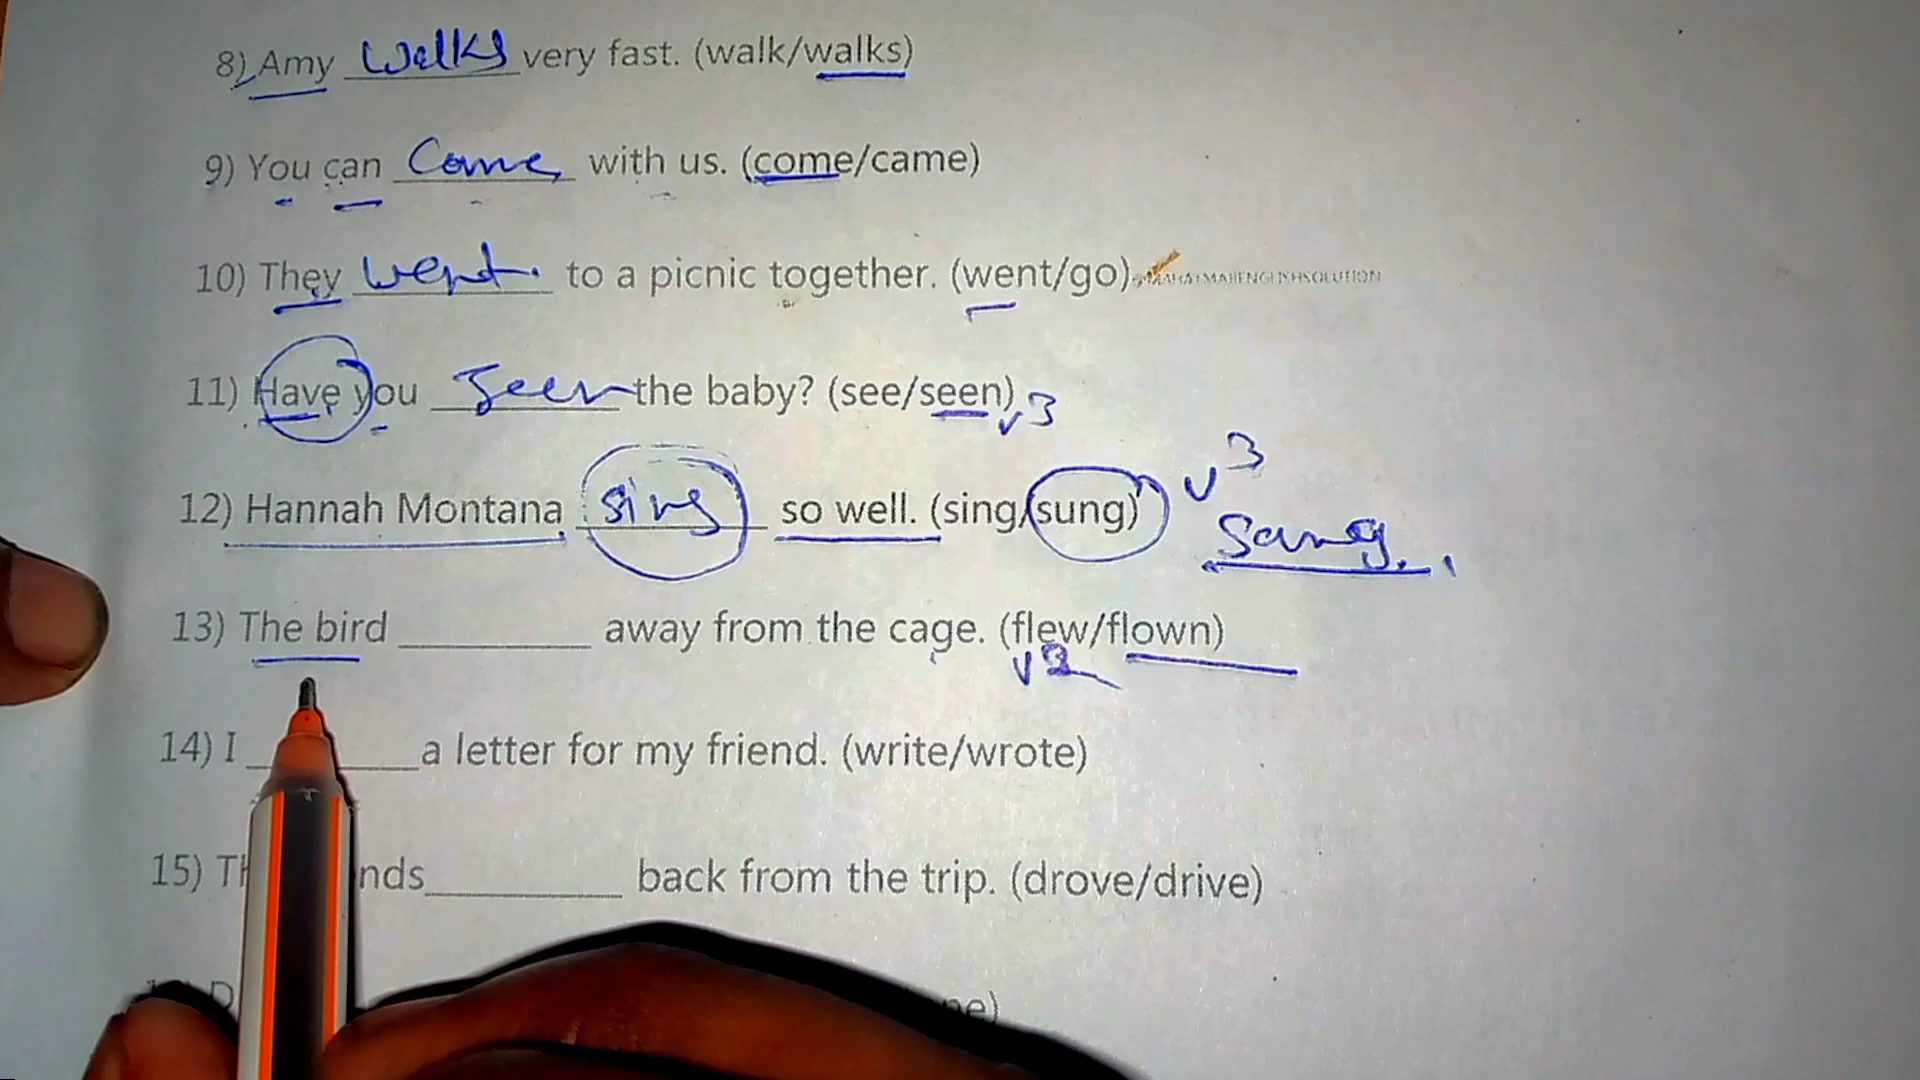 8) Amy walks very fast. (walk/walks)
9) You can come with us. (come/came)
10) They went. to a picnic together. (went/go)
11) Have you seen the baby? (see/seen) v3
12) Hannah Montana sing so well. (sing/sung) v3 Sang.
13) The bird ________ away from the cage. (flew/flown)
v2
14) I ________ a letter for my friend. (write/wrote)
15) nds ________ back from the trip. (drove/drive)